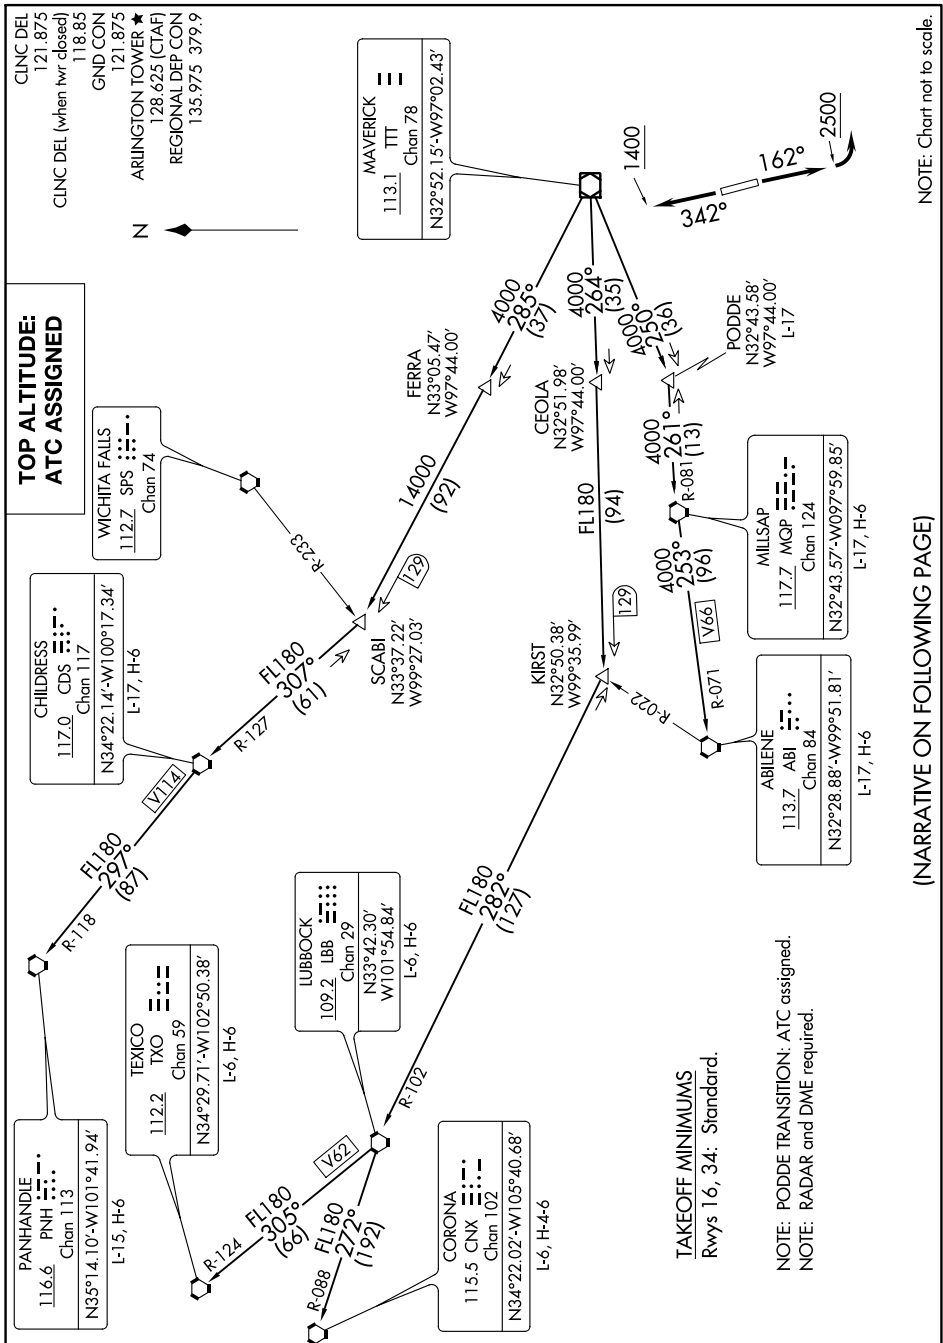 CLNC DEL
121.875
CLNC DEL (when twr closed)
118.85
GND CON
121.875
ARLINGTON TOWER ★
128.625 (CTAF)
REGIONAL DEP CON
135.975 379.9
N
TOP ALTITUDE:
ATC ASSIGNED
MAVERICK
113.1 TTT
Chan 78
N32°52.15'-W97°02.43'
1400
342°
162°
2500
NOTE: Chart not to scale.
4000
285°
(37)
4000
264°
(35)
4000°
250°
(36)
FERRA
N33°05.47'
W97°44.00'
CEOLA
N32°51.98'
W97°44.00'
PODDE
N32°43.58'
W97°44.00'
L-17
WICHITA FALLS
112.7 SPS
Chan 74
R-233
14000
(92)
129
FL180
(94)
129
4000
261°
(13)
R-081
MILLSAP
117.7 MQP
Chan 124
N32°43.57'-W097°59.85'
L-17, H-6
4000
253°
(96)
V66
R-071
CHILDRESS
117.0 CDS
Chan 117
N34°22.14'-W100°17.34'
L-17, H-6
SCABI
N33°37.22'
W99°27.03'
FL180
307°
(61)
R-127
KIRST
N32°50.38'
W99°35.99'
R-022
ABILENE
113.7 ABI
Chan 84
N32°28.88'-W99°51.81'
L-17, H-6
V114
FL180
297°
(87)
R-118
FL180
282°
(127)
R-102
LUBBOCK
109.2 LBB
Chan 29
N33°42.30'
W101°54.84'
L-6, H-6
PANHANDLE
116.6 PNH
Chan 113
N35°14.10'-W101°41.94'
L-15, H-6
TEXICO
112.2 TXO
Chan 59
N34°29.71'-W102°50.38'
L-6, H-6
V62
FL180
305°
(66)
R-124
FL180
272°
(192)
R-088
CORONA
115.5 CNX
Chan 102
N34°22.02'-W105°40.68'
L-6, H-4-6
TAKEOFF MINIMUMS
Rwys 16, 34: Standard.
NOTE: PODDE TRANSITION: ATC assigned.
NOTE: RADAR and DME required.
(NARRATIVE ON FOLLOWING PAGE)